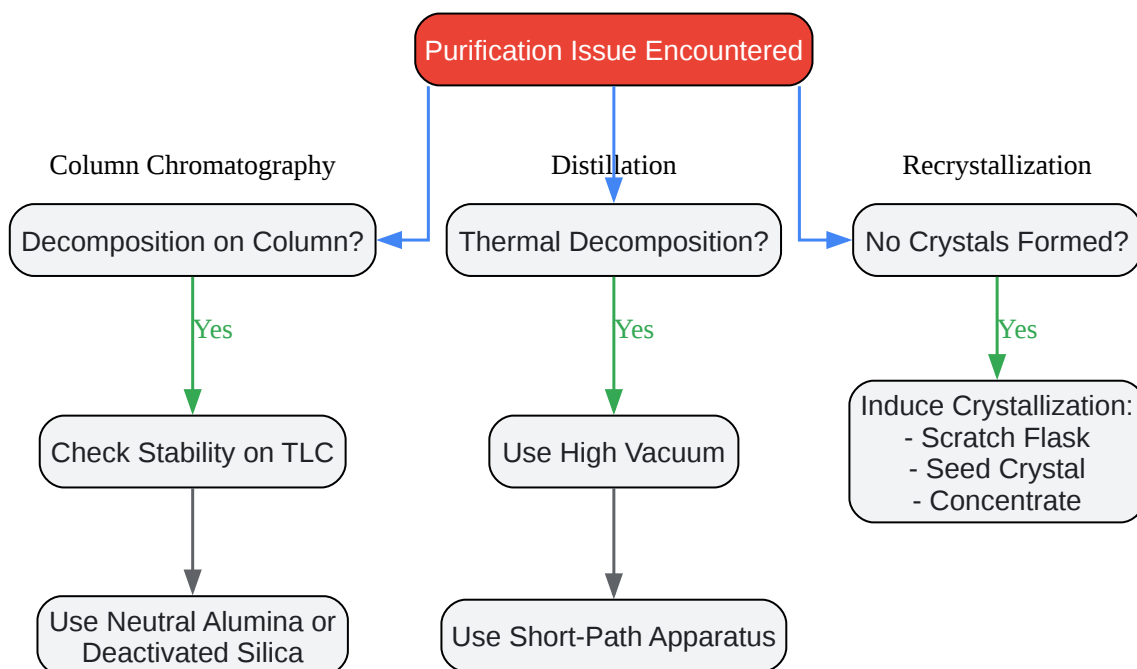 Purification Issue Encountered
Column Chromatography
Distillation
Recrystallization
Decomposition on Column?
Thermal Decomposition?
No Crystals Formed?
Yes
Yes
Yes
Check Stability on TLC
Use High Vacuum
Induce Crystallization:
- Scratch Flask
- Seed Crystal
- Concentrate
Use Neutral Alumina or
Deactivated Silica
Use Short-Path Apparatus